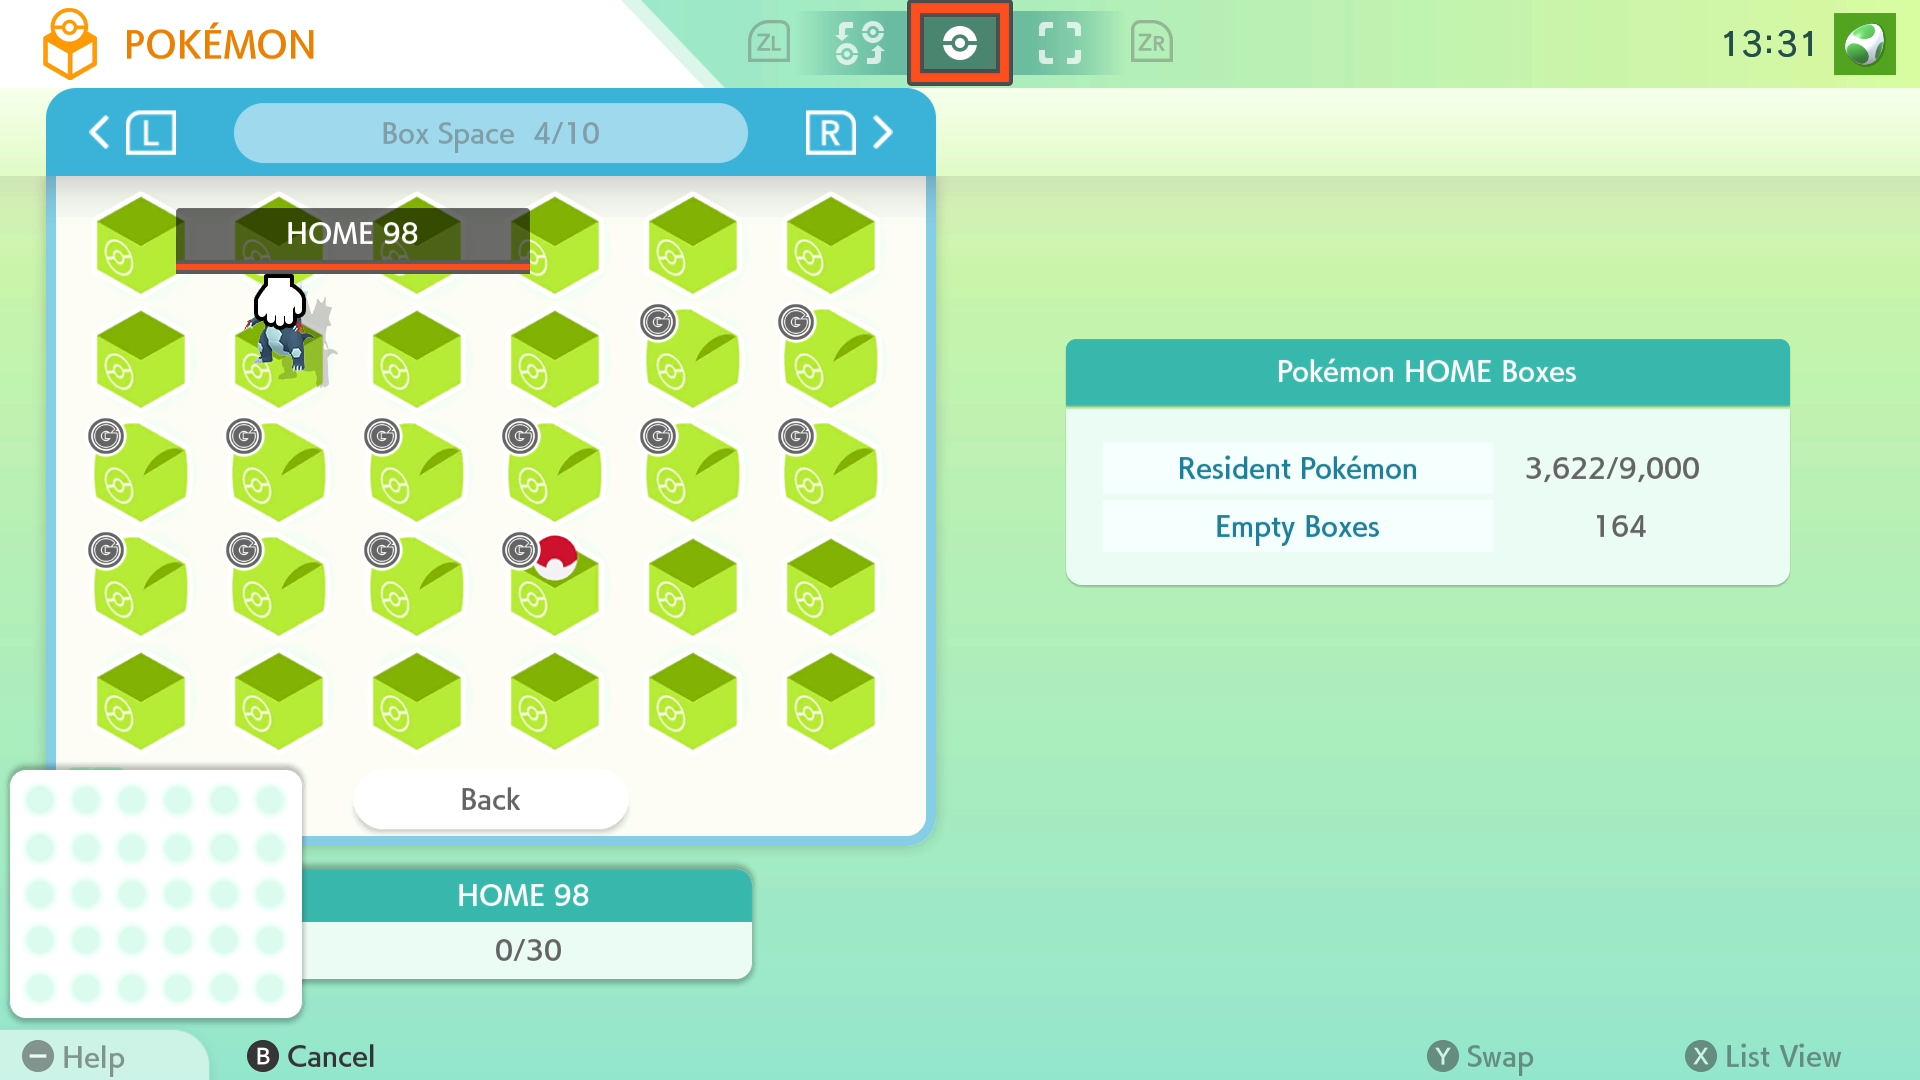 POKÉMON
ZL
ZR
13:31
L
Box Space 4/10
R
HOME 98
Pokémon HOME Boxes
Resident Pokémon 3,622/9,000
Empty Boxes 164
Back
HOME 98
0/30
Help
B Cancel
Y Swap
X List View